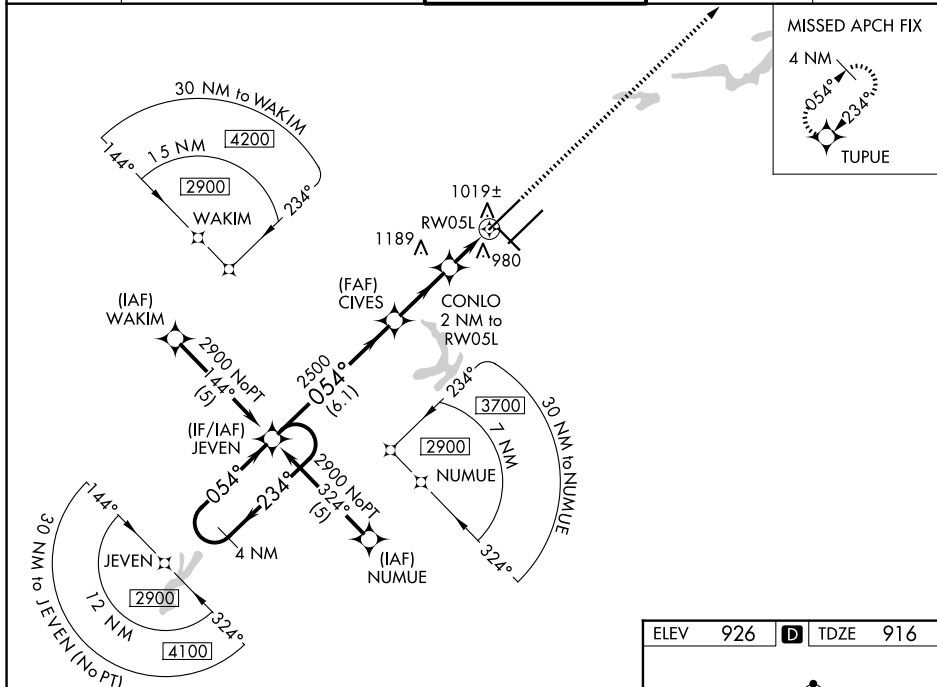 MISSED APCH FIX
4 NM
054°
234°
TUPUE
30 NM to WAKIM
4200
15 NM
2900
144°
234°
WAKIM
1019±
RW05L
1189
980
(FAF)
CIVES
CONLO
2 NM to
RW05L
(IAF)
WAKIM
2900 NoPT
144°
(5)
2500
054°
(6.1)
(IF/IAF)
JEVEN
054°
234°
4 NM
2900 NoPT
324°
(5)
(IAF)
NUMUE
234°
3700
7 NM
30 NM to NUMUE
2900
NUMUE
324°
144°
JEVEN
2900
12 NM
324°
4100
30 NM to JEVEN (NoPT)
ELEV 926 D TDZE 916